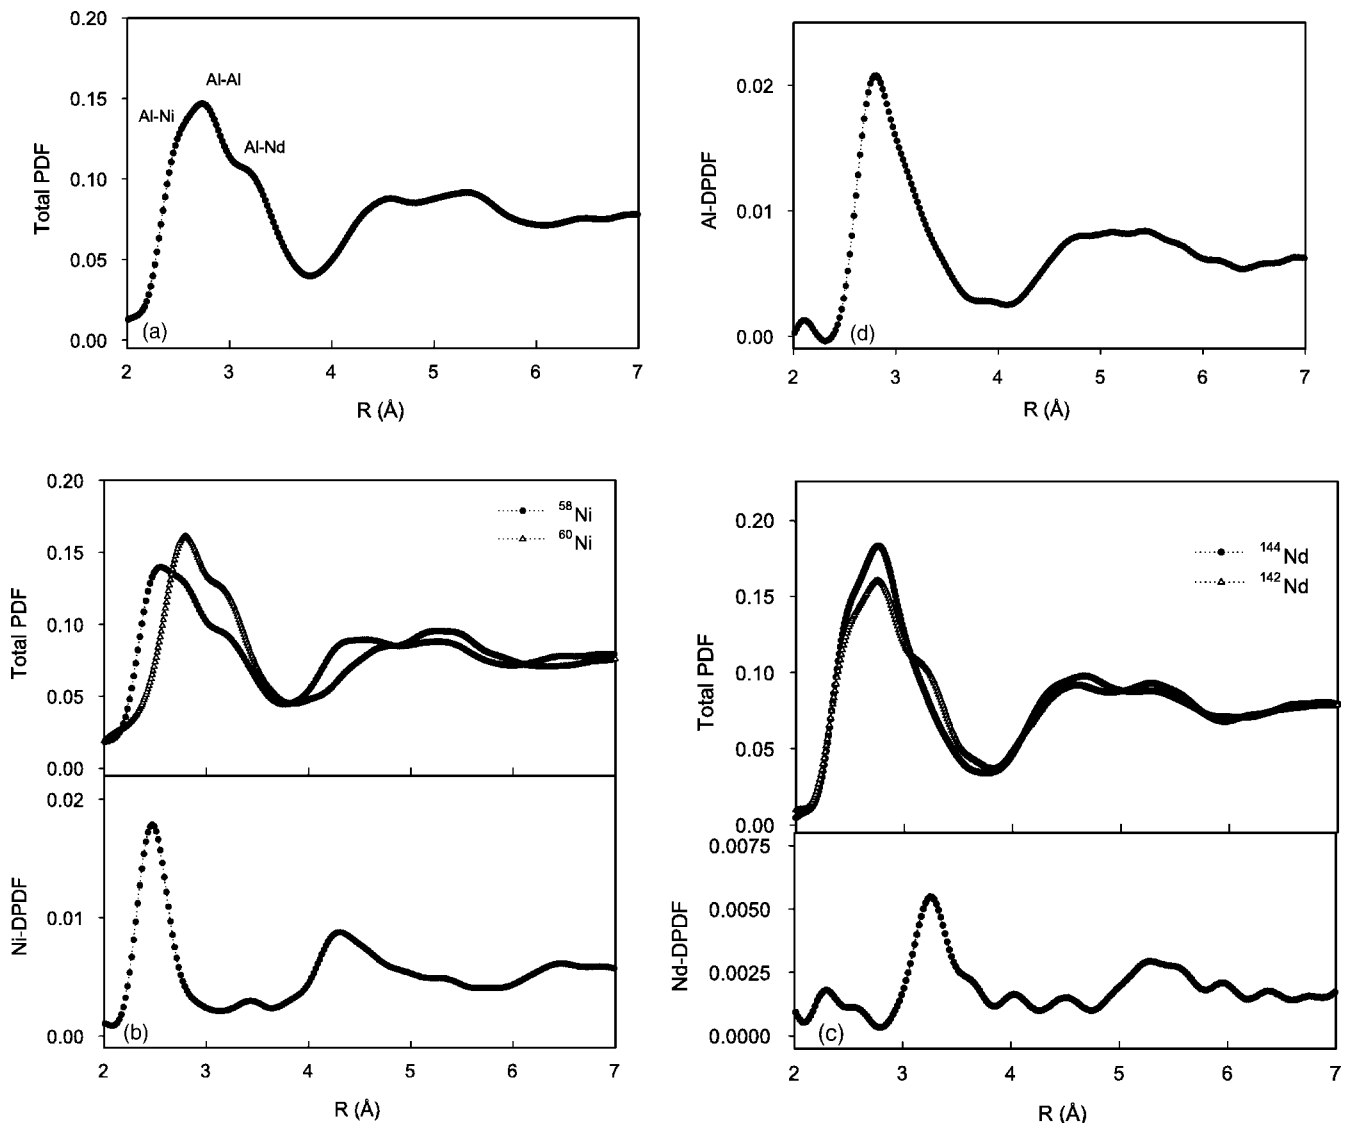 0.20
0.15
0.10
0.05
0.00
Total PDF
Al-Ni
Al-Al
Al-Nd
(a)
2 3 4 5 6 7
R (Å)
0.02
0.01
0.00
Al-DPDF
(d)
2 3 4 5 6 7
R (Å)
0.20
0.15
0.10
0.05
0.00
Total PDF
58Ni
60Ni
0.02
0.01
0.00
Ni-DPDF
(b)
2 3 4 5 6 7
R (Å)
0.20
0.15
0.10
0.05
0.00
Total PDF
144Nd
142Nd
0.0075
0.0050
0.0025
0.0000
Nd-DPDF
(c)
2 3 4 5 6 7
R (Å)